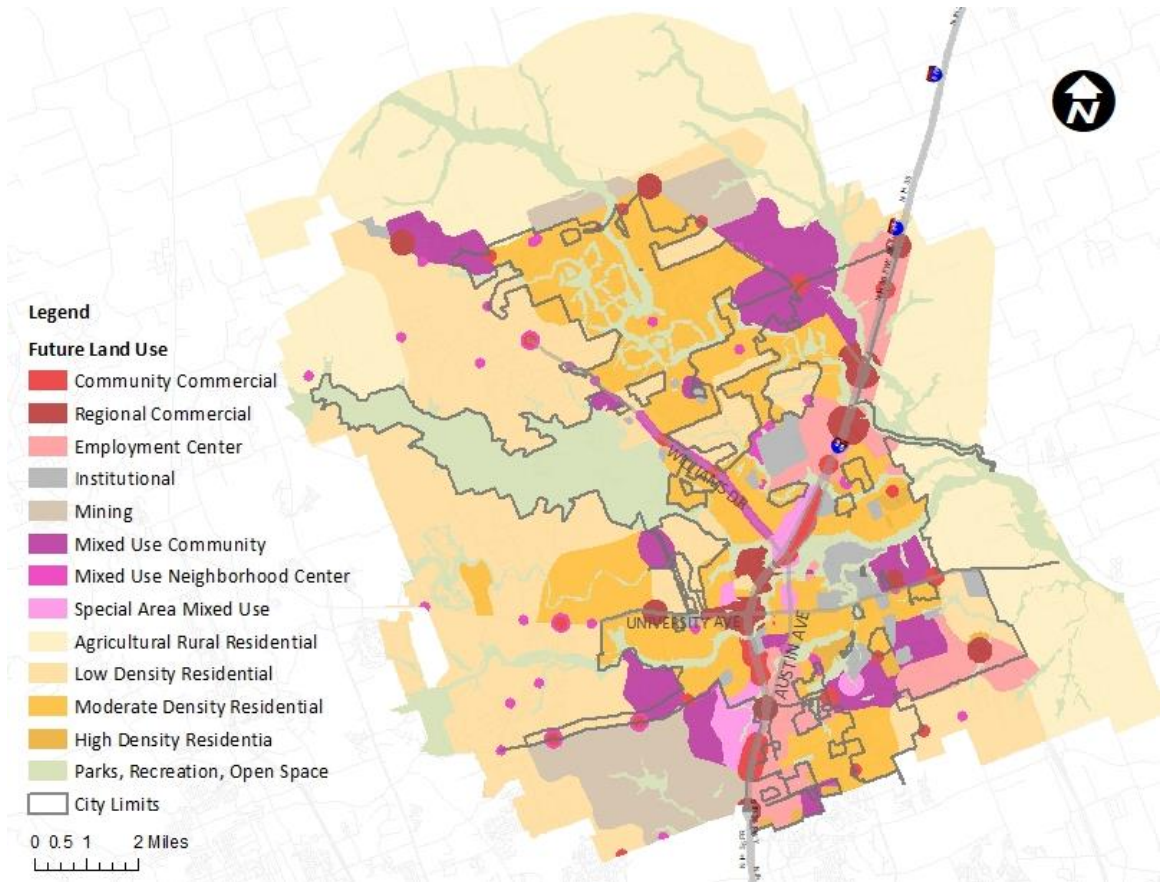 N
Legend
Future Land Use
Community Commercial
Regional Commercial
Employment Center
Institutional
Mining
Mixed Use Community
Mixed Use Neighborhood Center
Special Area Mixed Use
Agricultural Rural Residential
Low Density Residential
Moderate Density Residential
High Density Residentia
Parks, Recreation, Open Space
City Limits
0 0.5 1 2 Miles
WILLIAMS DR
UNIVERSITY AVE
AUSTIN AVE